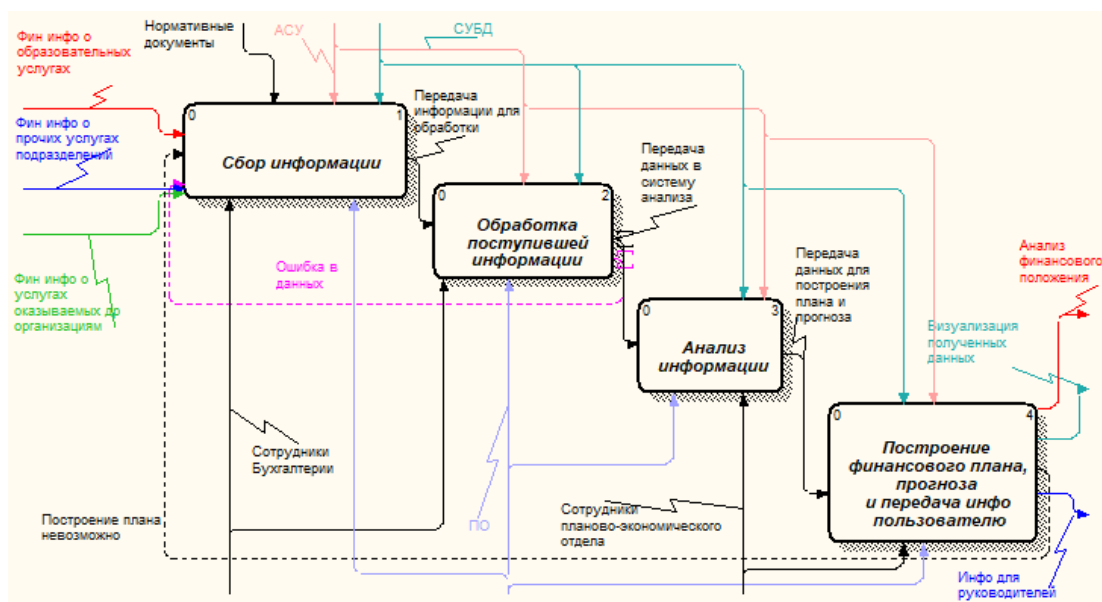 Нормативные
документы
АСУ
СУБД
Фин инфо о
образовательных
услугах
Фин инфо о
прочих услугах
подразделений
Фин инфо о
услугах
оказываемых до
организациям
0
1
Сбор информации
Передача
информации для
обработки
0
2
Обработка
поступившей
информации
Передача
данных в
систему
анализа
Ошибка в
данных
0
3
Анализ
информации
Передача
данных для
построения
плана и
прогноза
Анализ
финансового
положения
Визуализация
полученных
данных
0
4
Построение
финансового плана,
прогноза
и передача инфо
пользователю
Сотрудники
Бухгалтерии
ПО
Сотрудники
планово-экономического
отдела
Построение плана
невозможно
Инфо для
руководителей